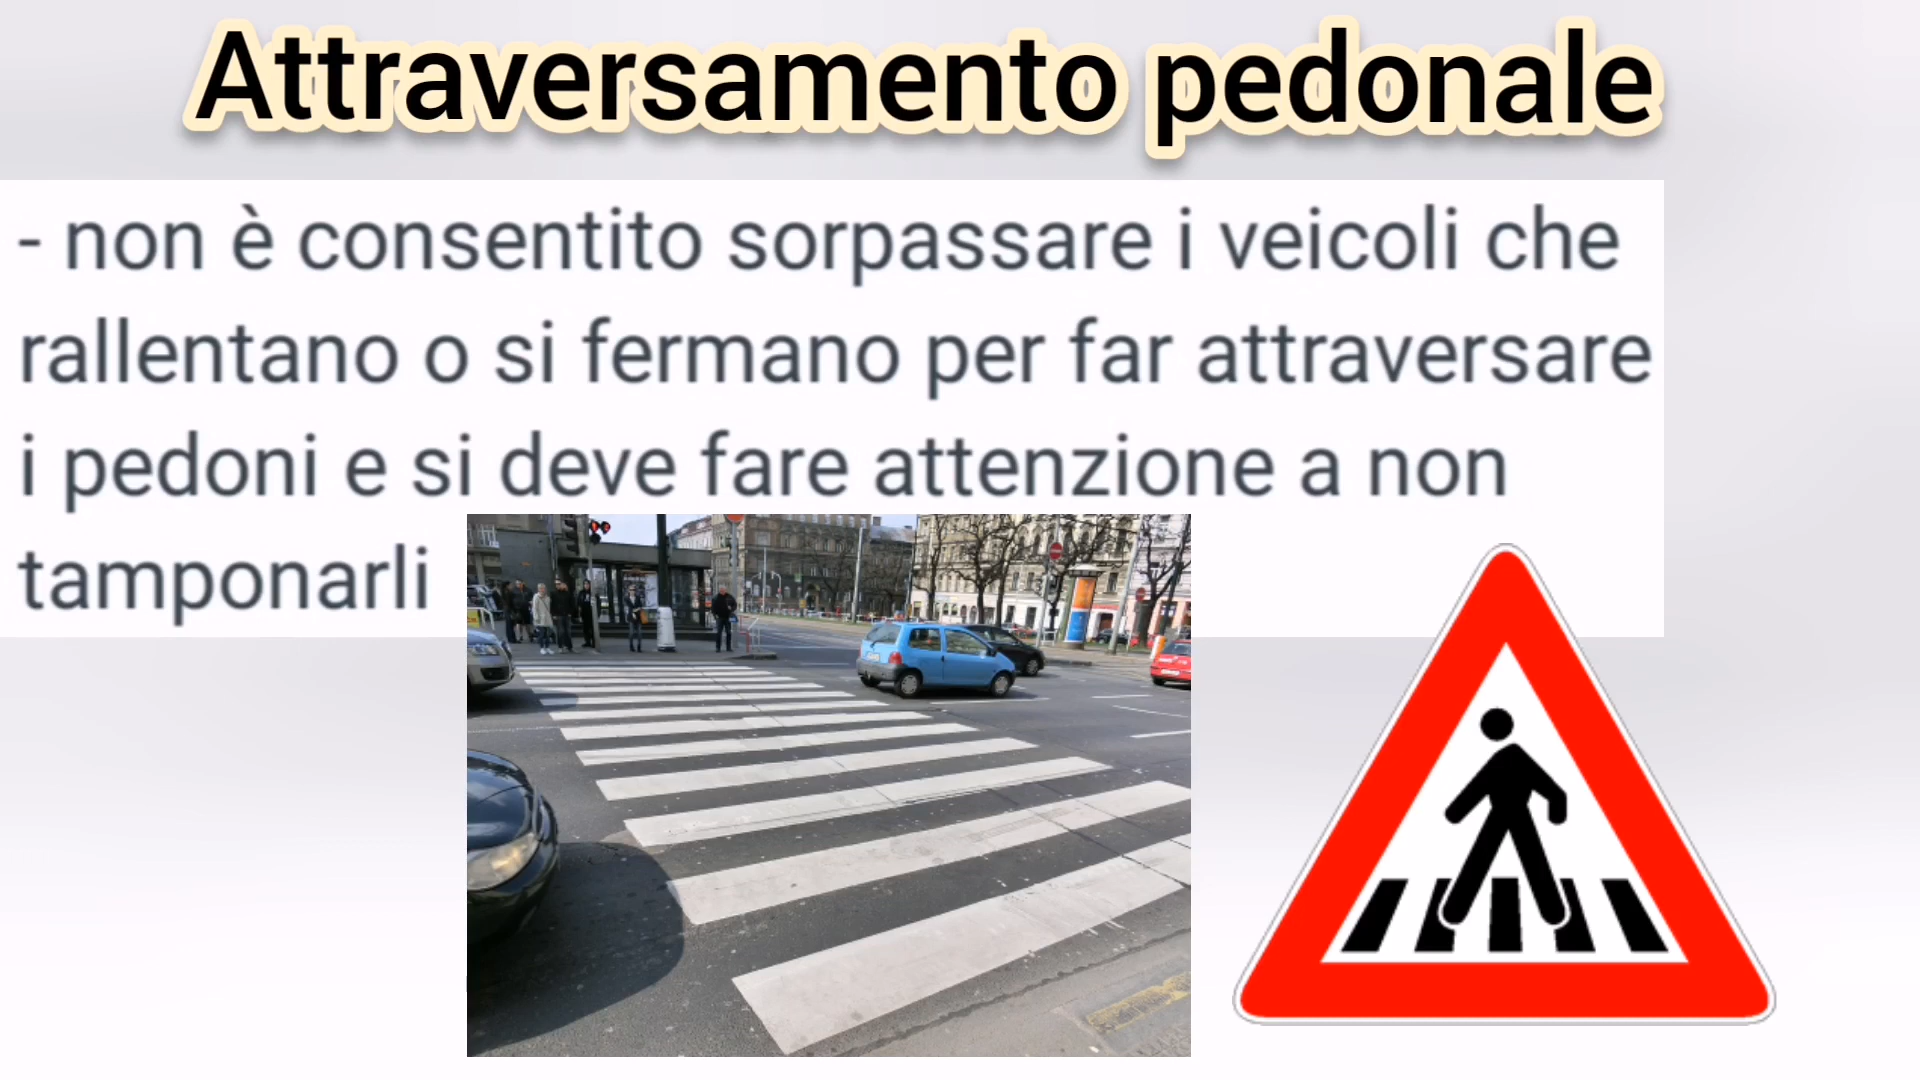 Attraversamento pedonale
- non è consentito sorpassare i veicoli che
rallentano o si fermano per far attraversare
i pedoni e si deve fare attenzione a non
tamponarli